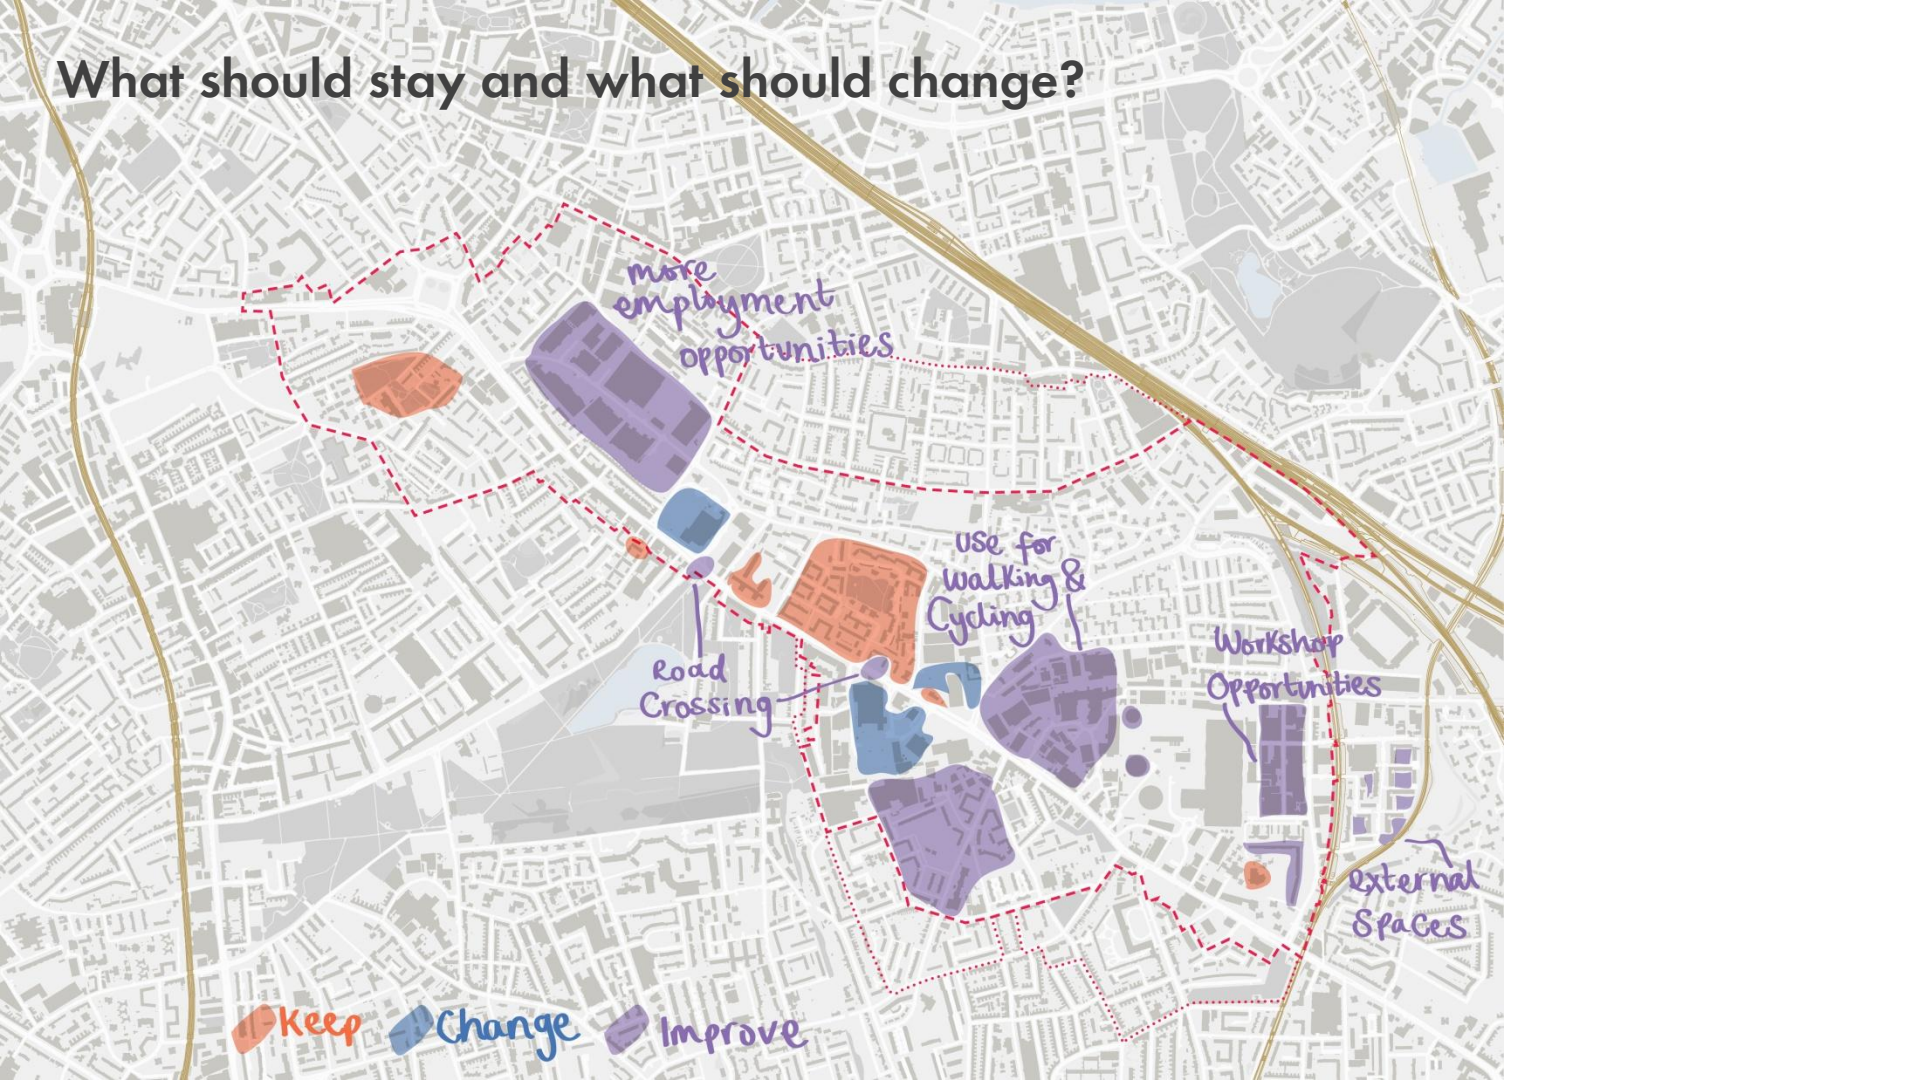 What should stay and what should change?
more
employment
opportunities
use for
walking &
Cycling
Workshop
Opportunities
Road
Crossing
external
Spaces
Keep
Change
Improve